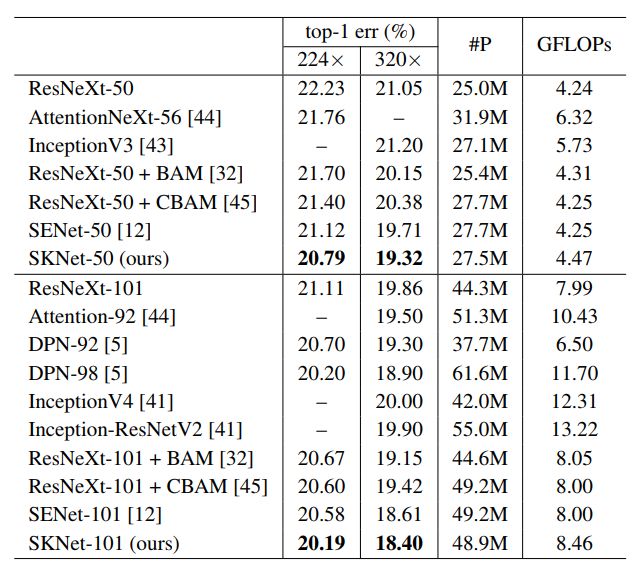 top-1 err (%) #P GFLOPs
224× 320×
ResNeXt-50 22.23 21.05 25.0M 4.24
AttentionNeXt-56 [44] 21.76 – 31.9M 6.32
InceptionV3 [43] – 21.20 27.1M 5.73
ResNeXt-50 + BAM [32] 21.70 20.15 25.4M 4.31
ResNeXt-50 + CBAM [45] 21.40 20.38 27.7M 4.25
SENet-50 [12] 21.12 19.71 27.7M 4.25
SKNet-50 (ours) 20.79 19.32 27.5M 4.47
ResNeXt-101 21.11 19.86 44.3M 7.99
Attention-92 [44] – 19.50 51.3M 10.43
DPN-92 [5] 20.70 19.30 37.7M 6.50
DPN-98 [5] 20.20 18.90 61.6M 11.70
InceptionV4 [41] – 20.00 42.0M 12.31
Inception-ResNetV2 [41] – 19.90 55.0M 13.22
ResNeXt-101 + BAM [32] 20.67 19.15 44.6M 8.05
ResNeXt-101 + CBAM [45] 20.60 19.42 49.2M 8.00
SENet-101 [12] 20.58 18.61 49.2M 8.00
SKNet-101 (ours) 20.19 18.40 48.9M 8.46